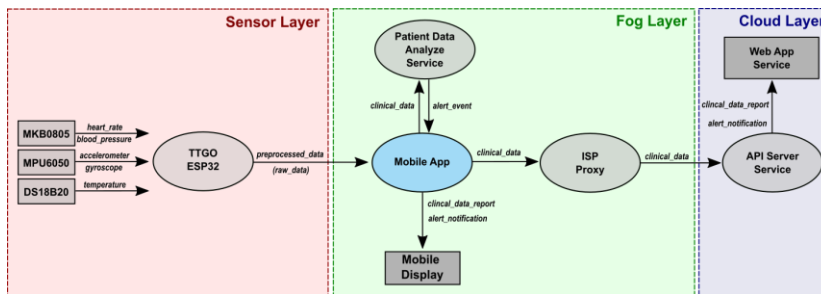 Sensor Layer
Fog Layer
Cloud Layer
Patient Data
Analyze
Service
Web App
Service
clinical_data
alert_event
clincal_data_report
alert_notification
MKB0805
heart_rate
blood_pressure
MPU6050
accelerometer
gyroscope
DS18B20
temperature
TTGO
ESP32
preprocessed_data
(raw_data)
Mobile App
clinical_data
ISP
Proxy
clinical_data
API Server
Service
clincal_data_report
alert_notification
Mobile
Display